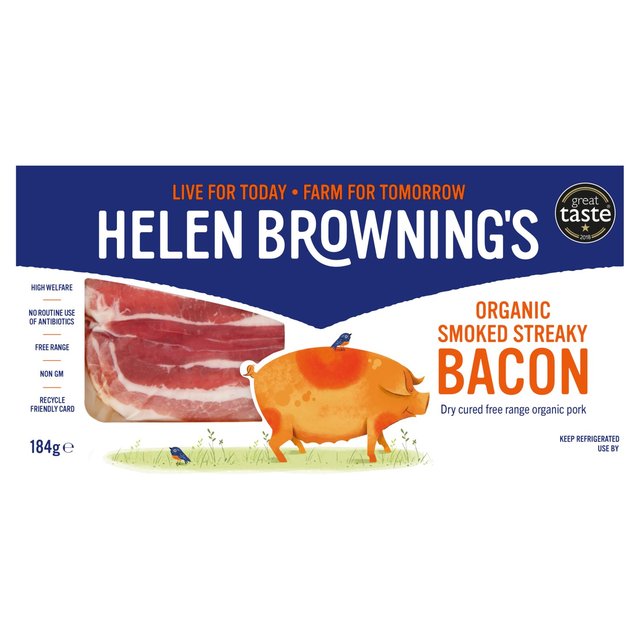 LIVE FOR TODAY • FARM FOR TOMORROW
HELEN BROWNING'S
great
taste
2018
HIGH WELFARE
NO ROUTINE USE
OF ANTIBIOTICS
FREE RANGE
NON GM
RECYCLE
FRIENDLY CARD
184g ℮
ORGANIC
SMOKED STREAKY
BACON
Dry cured free range organic pork
KEEP REFRIGERATED
USE BY